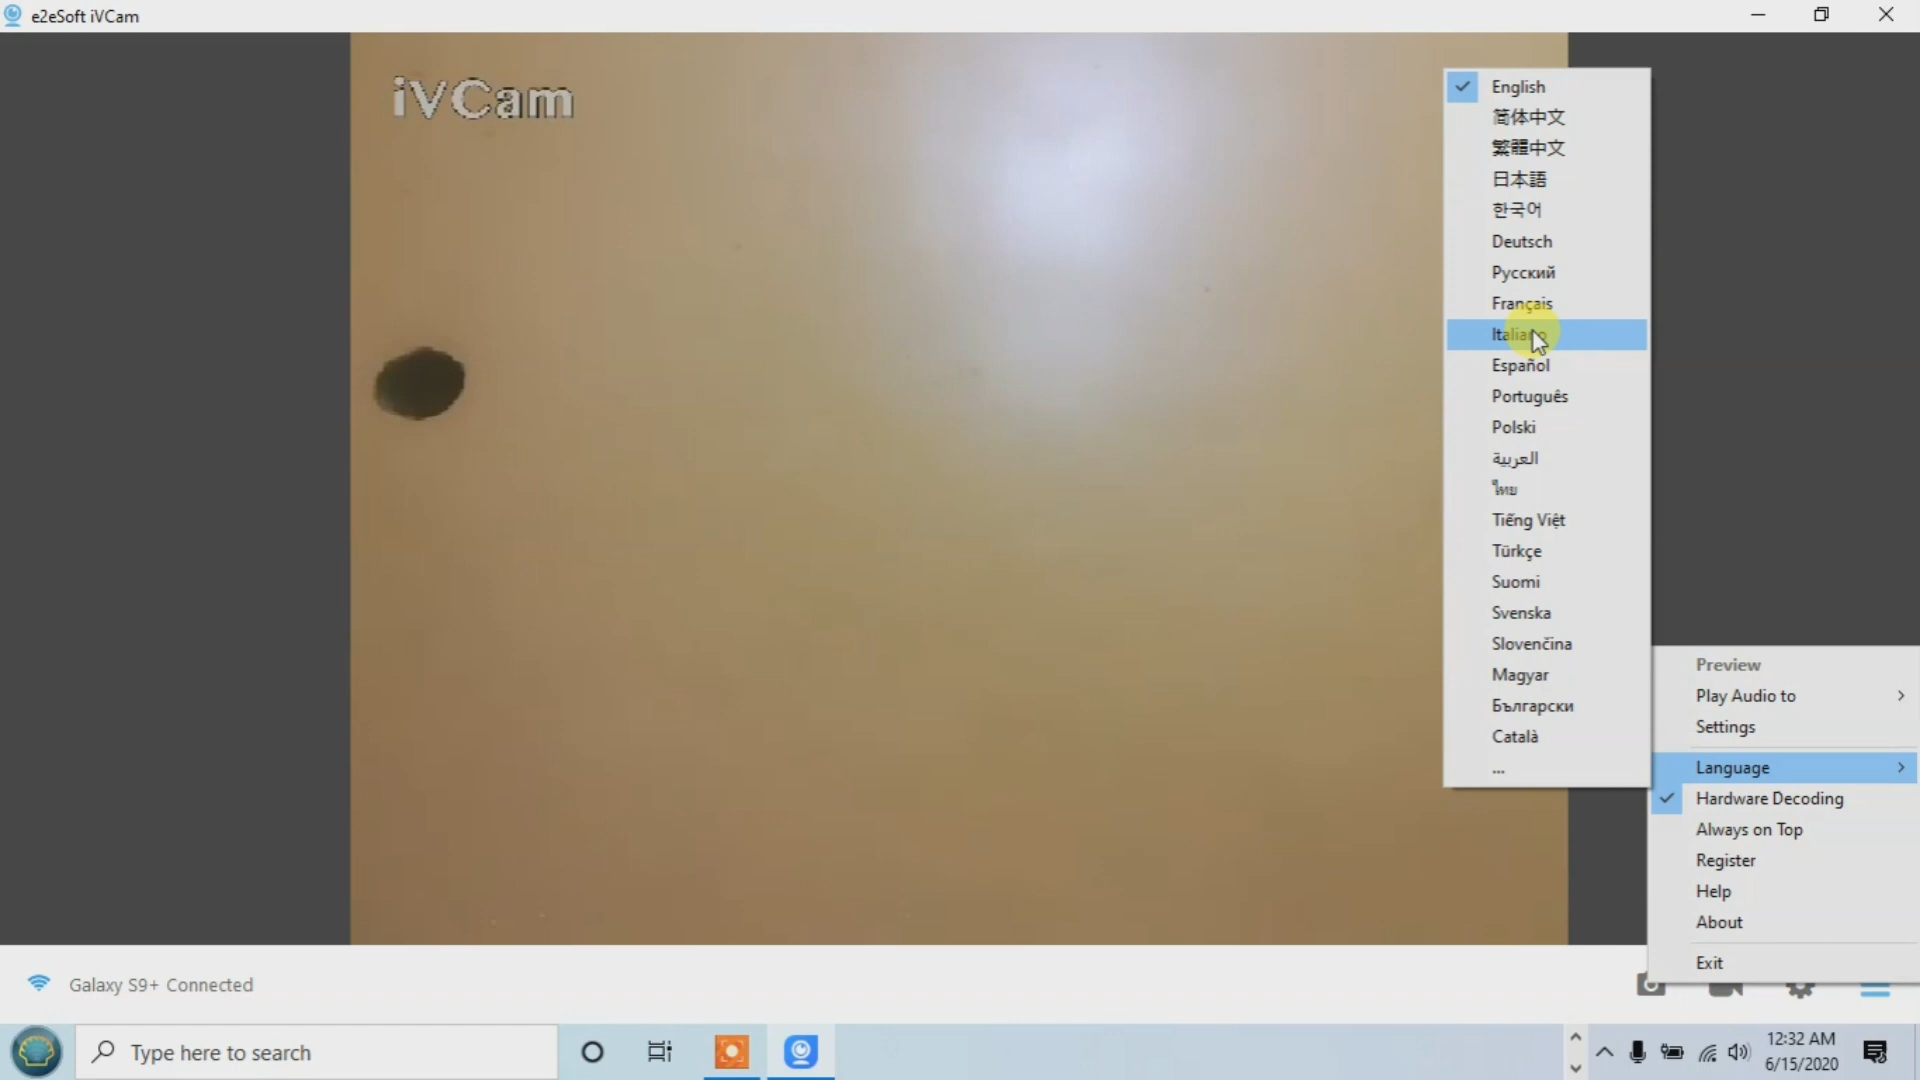 e2eSoft iVCam
iVCam
English
简体中文
繁體中文
日本語
한국어
Deutsch
Русский
Français
Italiano
Español
Português
Polski
العربية
ไทย
Tiếng Việt
Türkçe
Suomi
Svenska
Slovenčina
Magyar
Български
Català
...
Preview
Play Audio to
Settings
Language
Hardware Decoding
Always on Top
Register
Help
About
Exit
Galaxy S9+ Connected
Type here to search
12:32 AM
6/15/2020